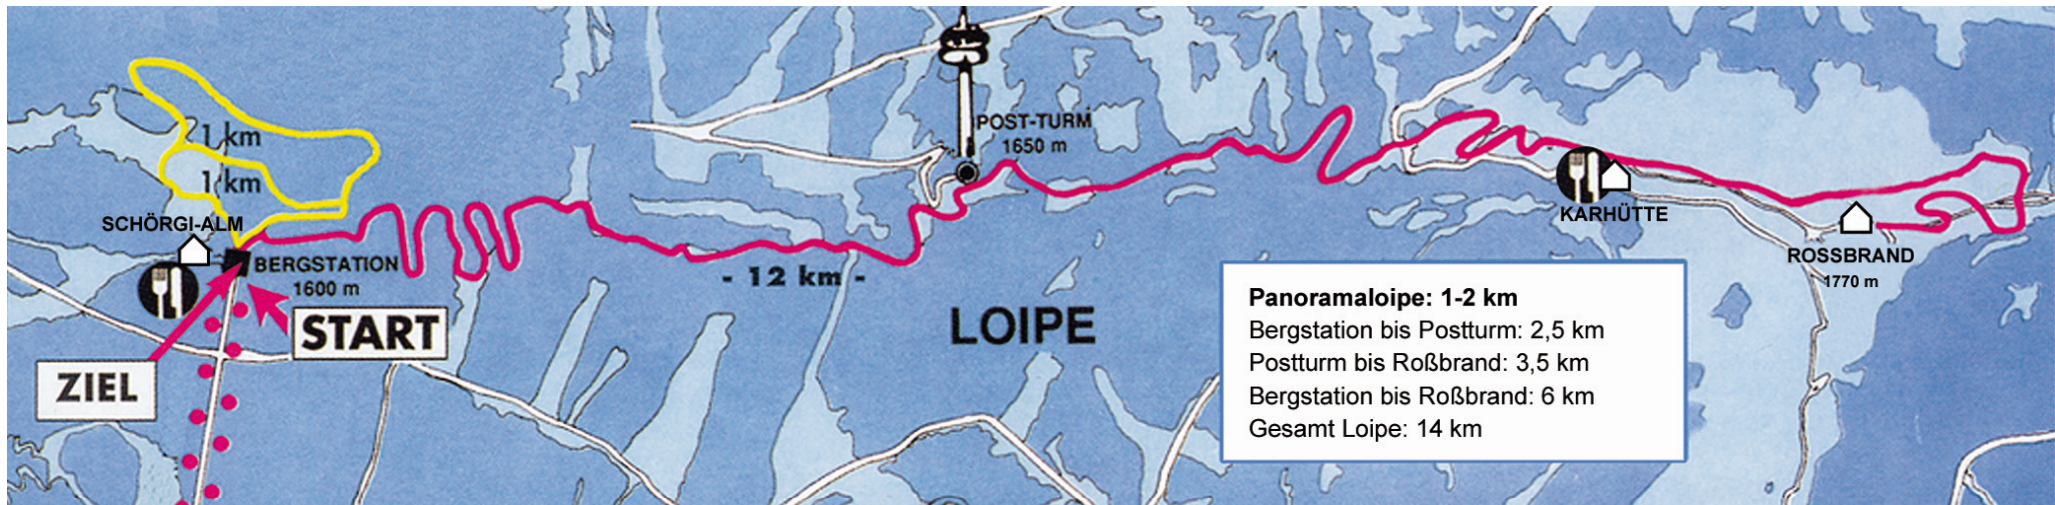 1 km
1 km
SCHÖRGI-ALM
BERGSTATION
1600 m
START
ZIEL
- 12 km -
POST-TURM
1650 m
LOIPE
KARHÜTTE
ROSSBRAND
1770 m
Panoramaloipe: 1-2 km
Bergstation bis Postturm: 2,5 km
Postturm bis Roßbrand: 3,5 km
Bergstation bis Roßbrand: 6 km
Gesamt Loipe: 14 km